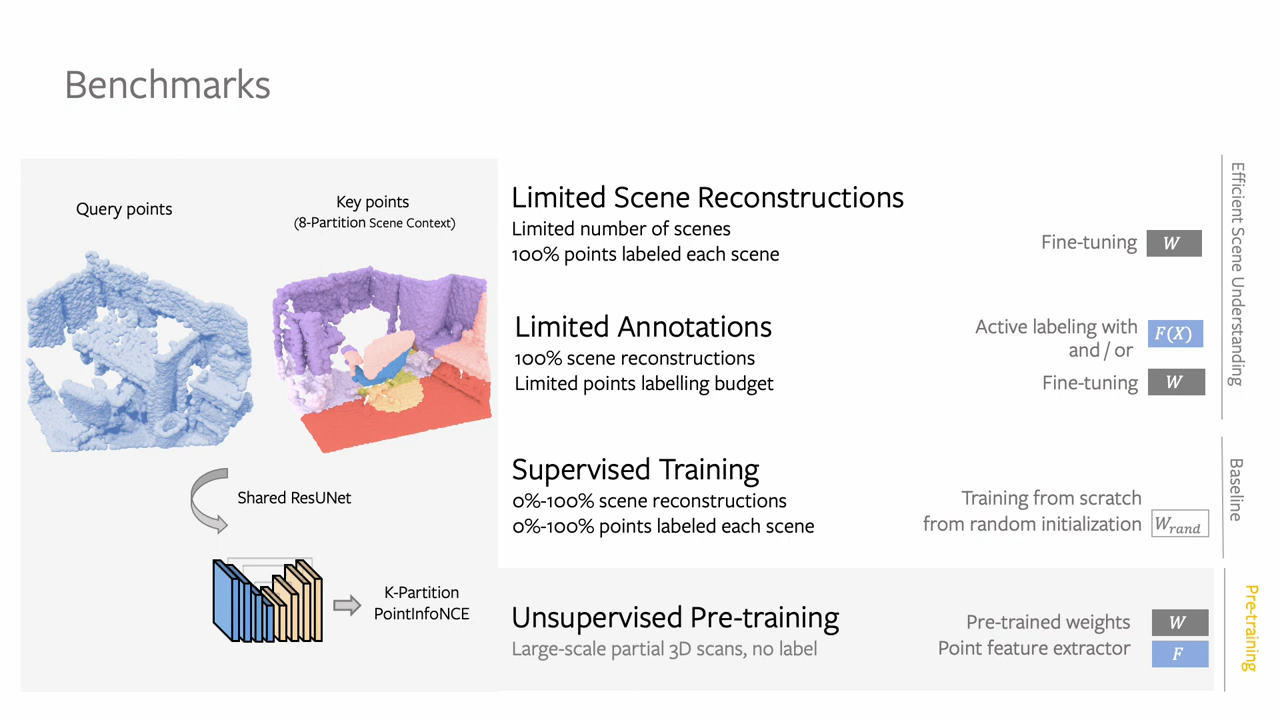 Benchmarks
Query points
Key points
(8-Partition Scene Context)
Shared ResUNet
K-Partition
PointInfoNCE
Limited Scene Reconstructions
Limited number of scenes
100% points labeled each scene
Fine-tuning W
Limited Annotations
100% scene reconstructions
Limited points labelling budget
Active labeling with F(X)
and / or
Fine-tuning W
Efficient Scene Understanding
Supervised Training
0%-100% scene reconstructions
0%-100% points labeled each scene
Training from scratch
from random initialization Wrand
Baseline
Unsupervised Pre-training
Large-scale partial 3D scans, no label
Pre-trained weights W
Point feature extractor F
Pre-training